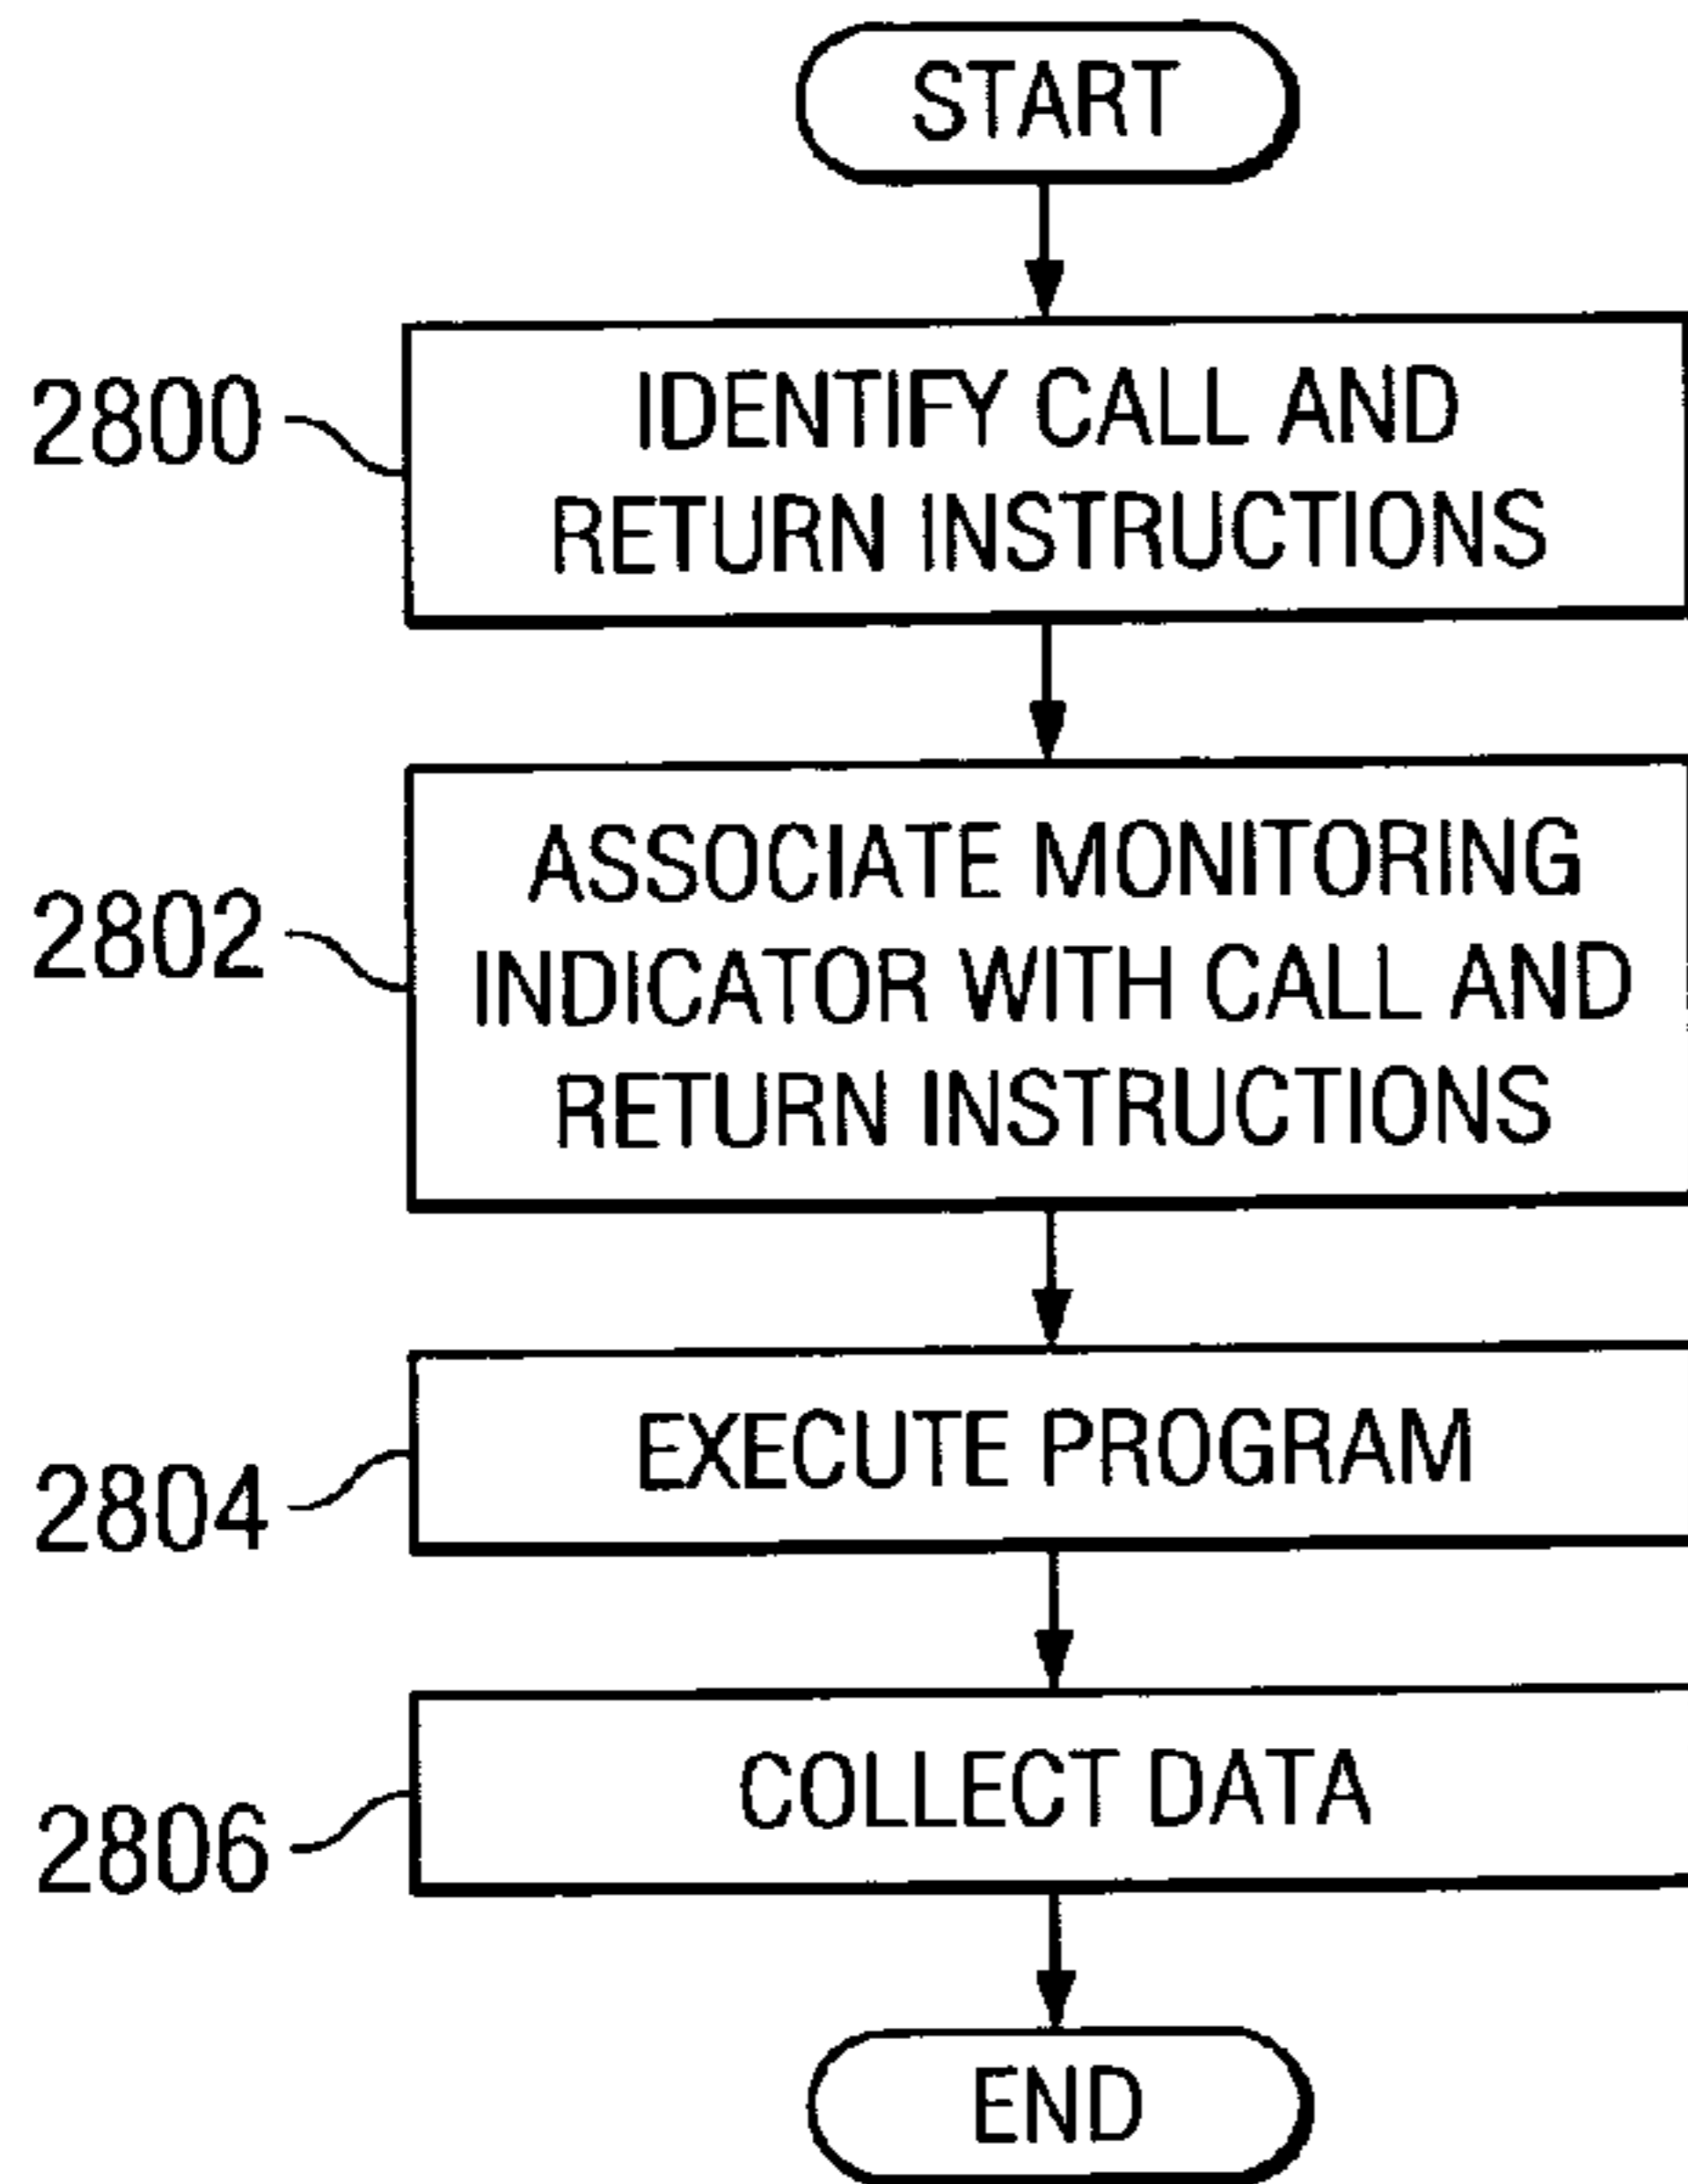 START
2800
IDENTIFY CALL AND
RETURN INSTRUCTIONS
2802
ASSOCIATE MONITORING
INDICATOR WITH CALL AND
RETURN INSTRUCTIONS
2804
EXECUTE PROGRAM
2806
COLLECT DATA
END